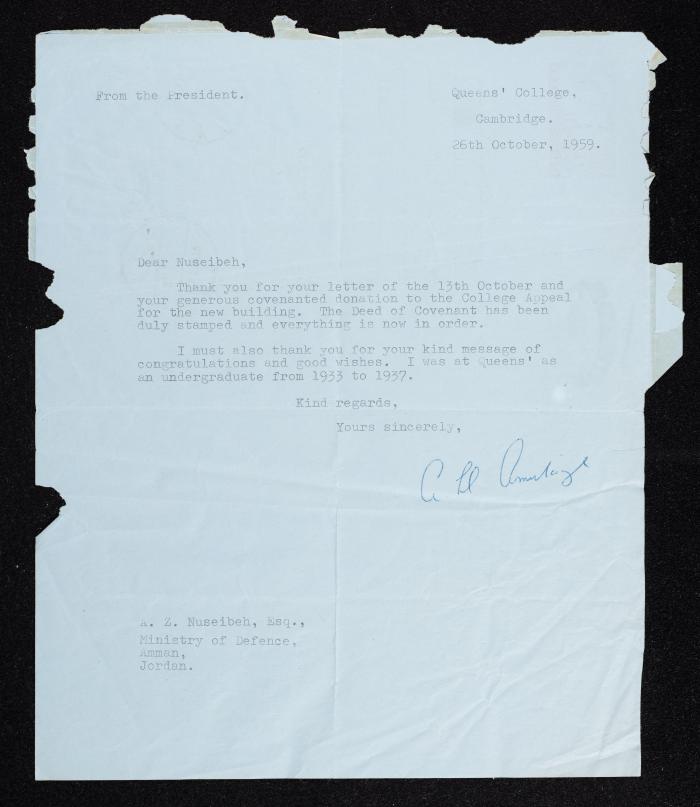 From the President.
Queens' College,
Cambridge.
26th October, 1959.
Dear Nuseibeh,
Thank you for your letter of the 13th October and
your generous covenanted donation to the College Appeal
for the new building. The Deed of Covenant has been
duly stamped and everything is now in order.
I must also thank you for your kind message of
congratulations and good wishes. I was at Queens' as
an undergraduate from 1933 to 1937.
Kind regards,
Yours sincerely,
A. Z. Nuseibeh, Esq.,
Ministry of Defence,
Amman,
Jordan.